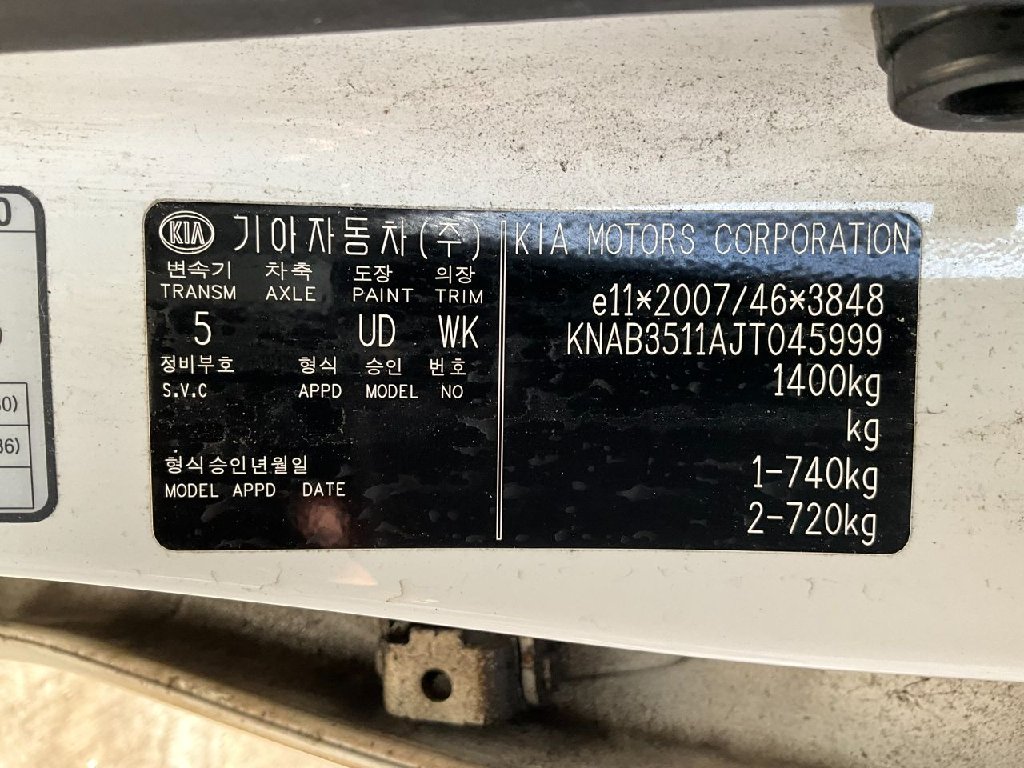 KIA 기아자동차(주)
변속기 차축 도장 의장
TRANSM AXLE PAINT TRIM
5 UD WK
정비부호 형식 승인 번호
S.V.C APPD MODEL NO
형식승인년월일
MODEL APPD DATE
KIA MOTORS CORPORATION
e11*2007/46*3848
KNAB3511AJT045999
1400kg
kg
1-740kg
2-720kg